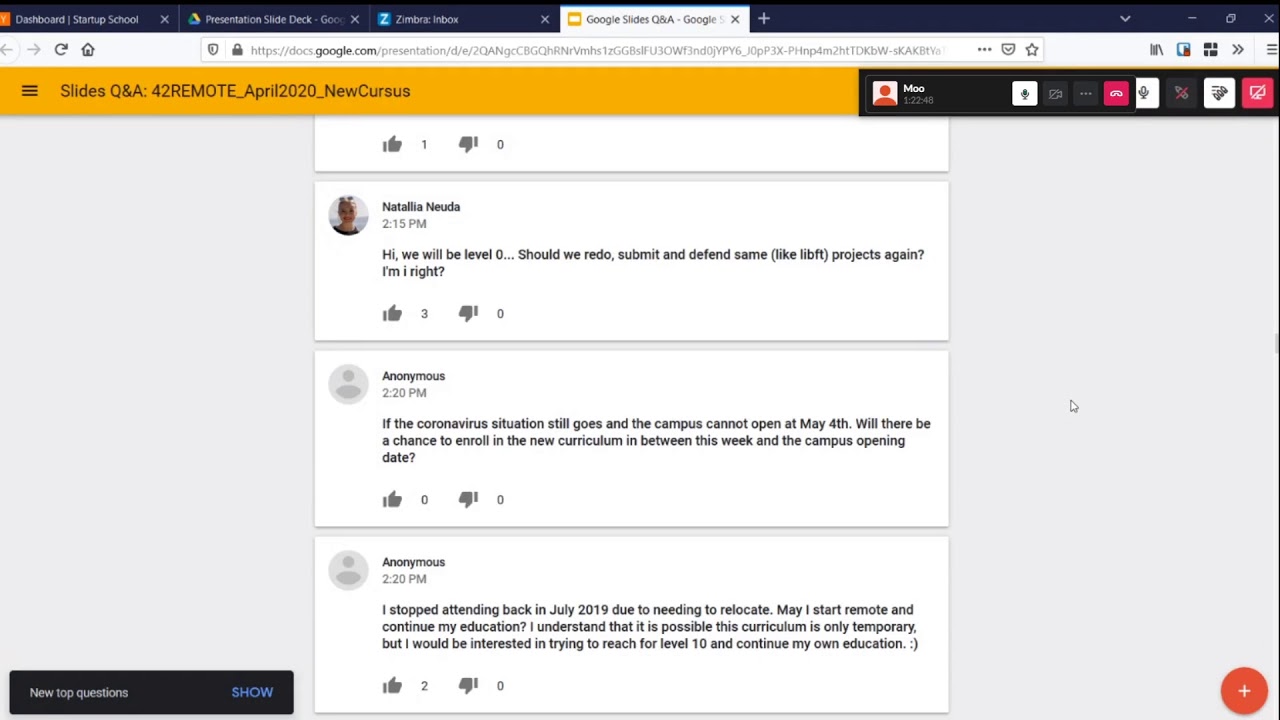 Dashboard | Startup School
Presentation Slide Deck - Goog
Zimbra: Inbox
Google Slides Q&A - Google S
https://docs.google.com/presentation/d/e/
Slides Q&A: 42REMOTE_April2020_NewCursus
Moo
1:22:48
1
0
Natallia Neuda
2:15 PM
Hi, we will be level 0... Should we redo, submit and defend same (like libft) projects again?
I'm i right?
3
0
Anonymous
2:20 PM
If the coronavirus situation still goes and the campus cannot open at May 4th. Will there be
a chance to enroll in the new curriculum in between this week and the campus opening
date?
0
0
Anonymous
2:20 PM
I stopped attending back in July 2019 due to needing to relocate. May I start remote and
continue my education? I understand that it is possible this curriculum is only temporary,
but I would be interested in trying to reach for level 10 and continue my own education. :)
2
0
New top questions
SHOW